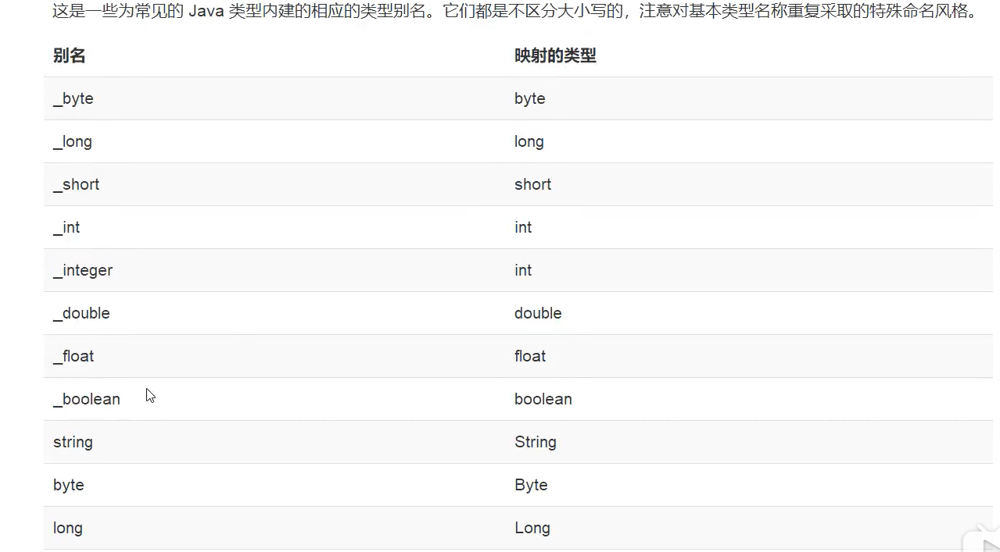 这是一些为常见的 Java 类型内建的相应的类型别名。它们都是不区分大小写的，注意对基本类型名称重复采取的特殊命名风格。
别名 映射的类型
_byte byte
_long long
_short short
_int int
_integer int
_double double
_float float
_boolean boolean
string String
byte Byte
long Long